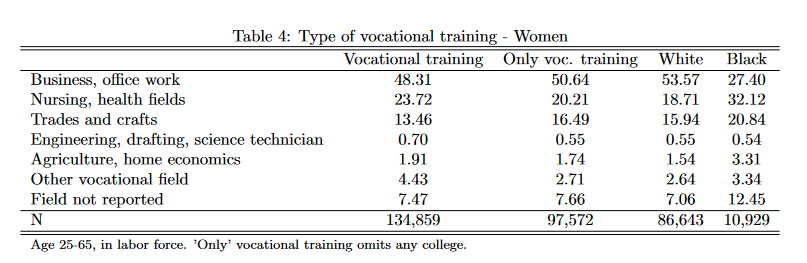 Table 4: Type of vocational training - Women
Vocational training Only voc. training White Black
Business, office work 48.31 50.64 53.57 27.40
Nursing, health fields 23.72 20.21 18.71 32.12
Trades and crafts 13.46 16.49 15.94 20.84
Engineering, drafting, science technician 0.70 0.55 0.55 0.54
Agriculture, home economics 1.91 1.74 1.54 3.31
Other vocational field 4.43 2.71 2.64 3.34
Field not reported 7.47 7.66 7.06 12.45
N 134,859 97,572 86,643 10,929
Age 25-65, in labor force. 'Only' vocational training omits any college.